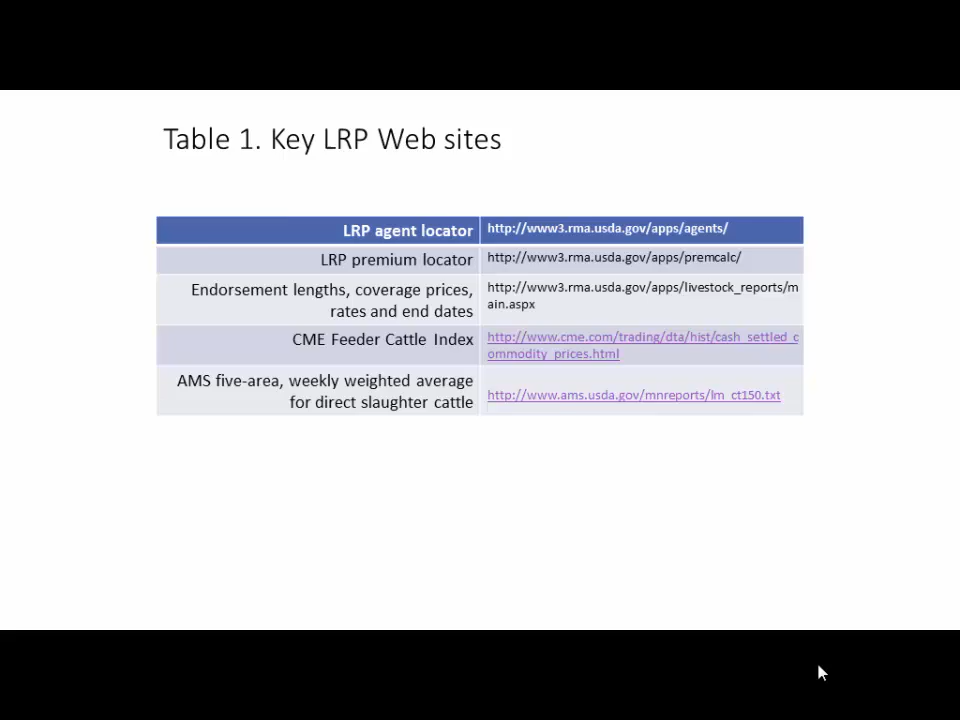 Table 1. Key LRP Web sites
LRP agent locator
http://www3.rma.usda.gov/apps/agents/
LRP premium locator
http://www3.rma.usda.gov/apps/premcalc/
Endorsement lengths, coverage prices,
rates and end dates
http://www3.rma.usda.gov/apps/livestock_reports/m
ain.aspx
CME Feeder Cattle Index
http://www.cme.com/trading/dta/hist/cash_settled_c
ommodity_prices.html
AMS five-area, weekly weighted average
for direct slaughter cattle
http://www.ams.usda.gov/mnreports/lm_ct150.txt